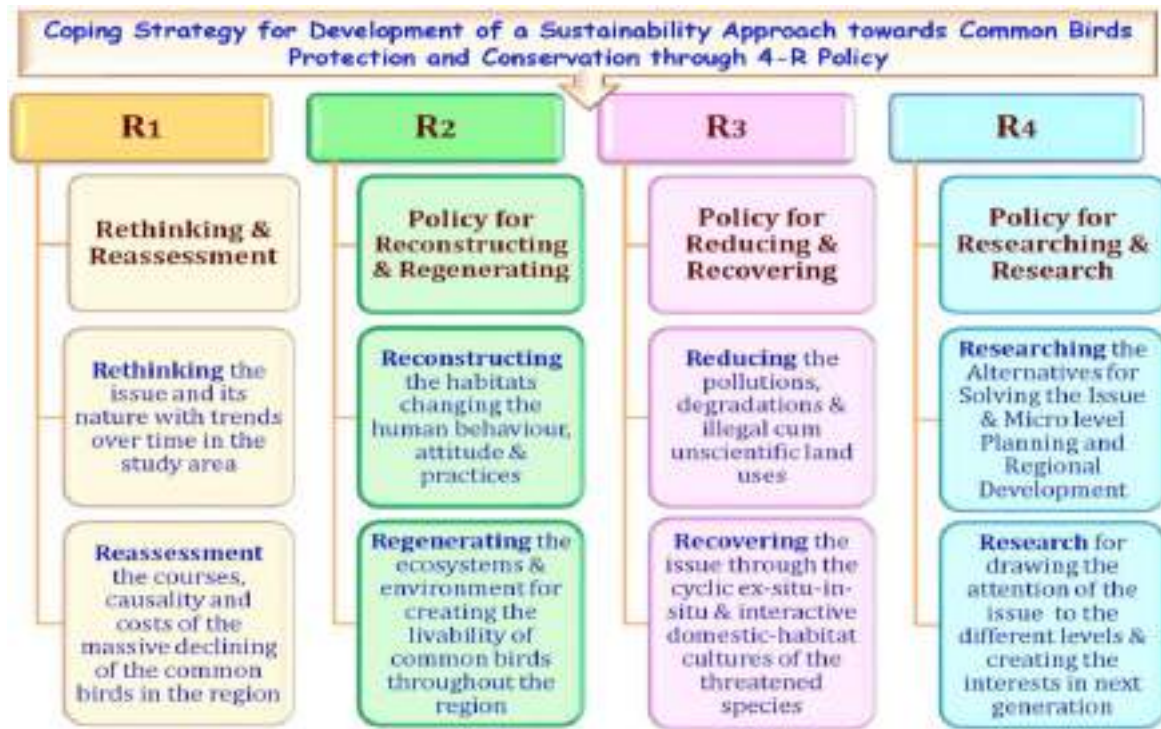 Coping Strategy for Development of a Sustainability Approach towards Common Birds
Protection and Conservation through 4-R Policy
R1
Rethinking &
Reassessment
Rethinking the
issue and its
nature with trends
over time in the
study area
Reassessment
the courses,
causality and
costs of the
massive declining
of the common
birds in the region
R2
Policy for
Reconstructing
& Regenerating
Reconstructing
the habitats
changing the
human behaviour,
attitude &
practices
Regenerating the
ecosystems &
environment for
creating the
livability of
common birds
throughout the
region
R3
Policy for
Reducing &
Recovering
Reducing the
pollutions,
degradations &
illegal cum
unscientific land
uses
Recovering the
issue through the
cyclic ex-situ-in-
situ & interactive
domestic-habitat
cultures of the
threatened
species
R4
Policy for
Researching &
Research
Researching the
Alternatives for
Solving the Issue
& Micro level
Planning and
Regional
Development
Research for
drawing the
attention of the
issue to the
different levels &
creating the
interests in next
generation